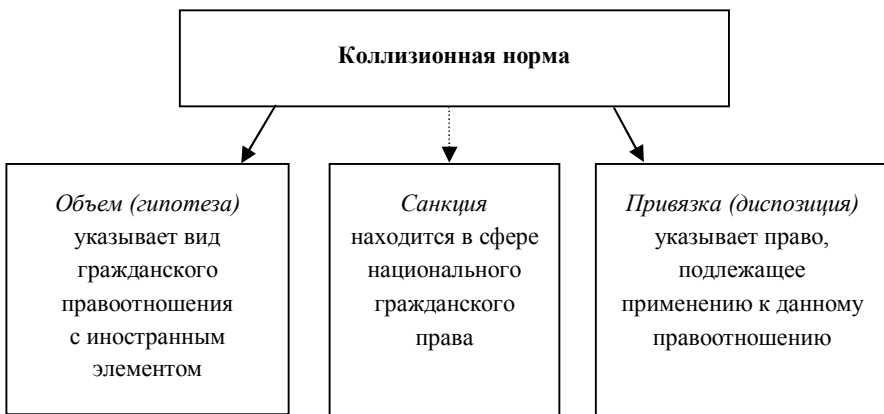 Коллизионная норма
Объем (гипотеза)
указывает вид
гражданского
правоотношения
с иностранным
элементом
Санкция
находится в сфере
национального
гражданского
права
Привязка (диспозиция)
указывает право,
подлежащее
применению к данному
правоотношению